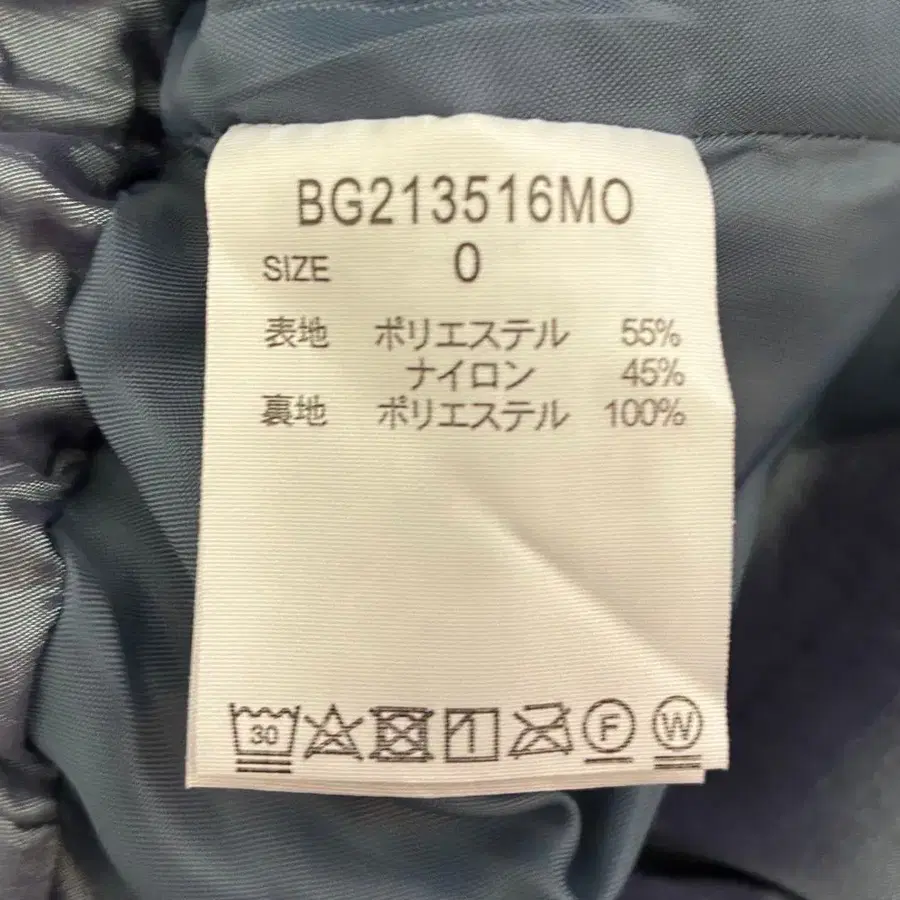 BG213516MO
SIZE 0
表地 ポリエステル 55%
ナイロン 45%
裏地 ポリエステル 100%
30 F W